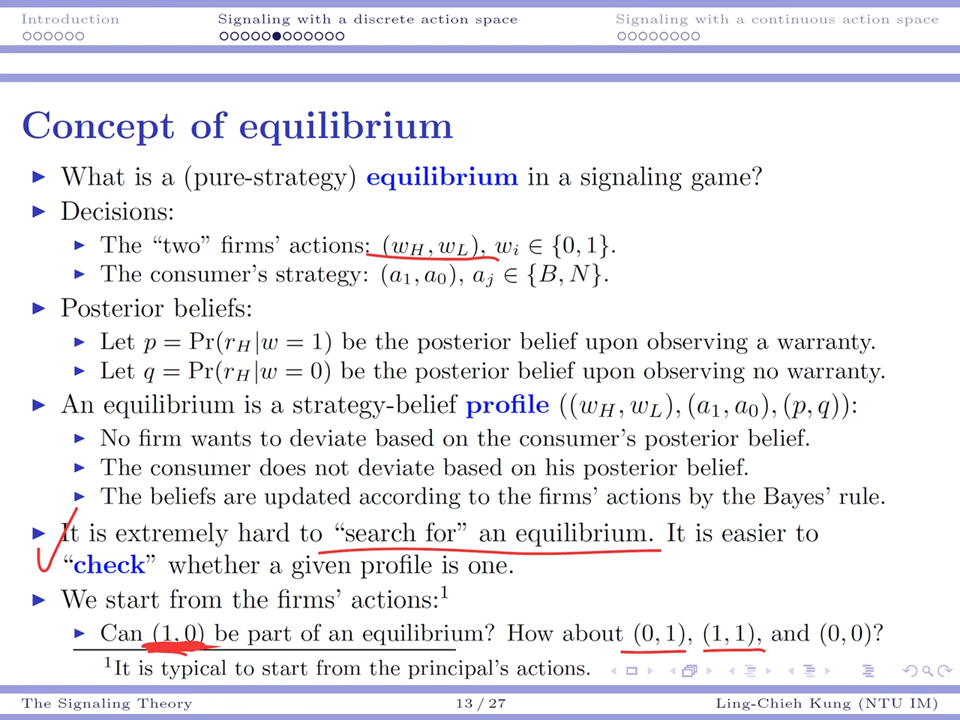 Introduction
Signaling with a discrete action space
Signaling with a continuous action space
Concept of equilibrium
What is a (pure-strategy) equilibrium in a signaling game?
Decisions:
The “two” firms’ actions: (w_H, w_L), w_i ∈ {0, 1}.
The consumer’s strategy: (a_1, a_0), a_j ∈ {B, N}.
Posterior beliefs:
Let p = Pr(r_H|w = 1) be the posterior belief upon observing a warranty.
Let q = Pr(r_H|w = 0) be the posterior belief upon observing no warranty.
An equilibrium is a strategy-belief profile ((w_H, w_L), (a_1, a_0), (p, q)):
No firm wants to deviate based on the consumer’s posterior belief.
The consumer does not deviate based on his posterior belief.
The beliefs are updated according to the firms’ actions by the Bayes’ rule.
It is extremely hard to “search for” an equilibrium. It is easier to
“check” whether a given profile is one.
We start from the firms’ actions:¹
Can (1, 0) be part of an equilibrium? How about (0, 1), (1, 1), and (0, 0)?
¹It is typical to start from the principal’s actions.
The Signaling Theory
13 / 27
Ling-Chieh Kung (NTU IM)